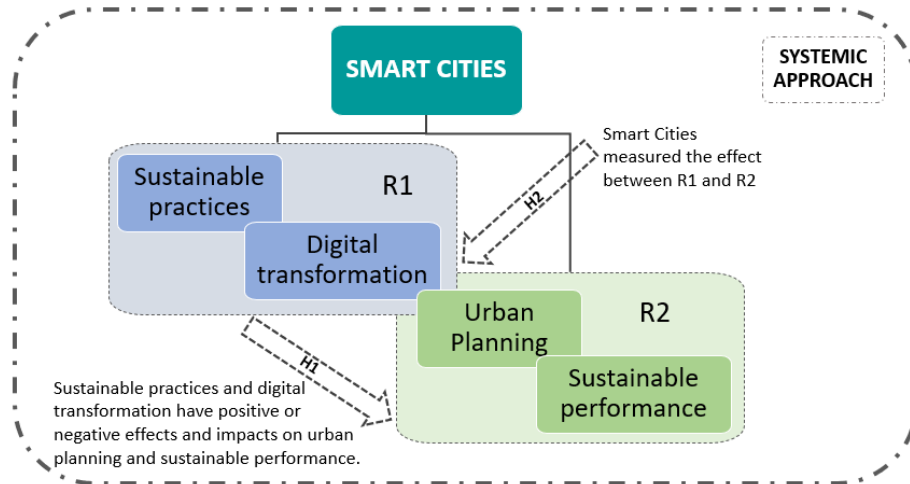 SMART CITIES
SYSTEMIC
APPROACH
Smart Cities
measured the effect
between R1 and R2
Sustainable
practices
R1
H2
Digital
transformation
Urban
Planning
R2
H1
Sustainable
performance
Sustainable practices and digital
transformation have positive or
negative effects and impacts on urban
planning and sustainable performance.